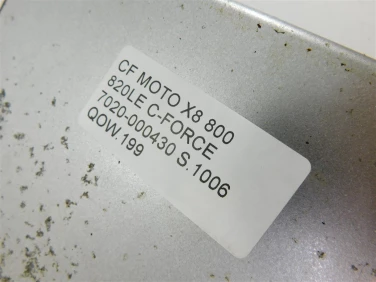 CF MOTO X8 800
820LE C-FORCE
7020-000430 S.1006
QOW.199